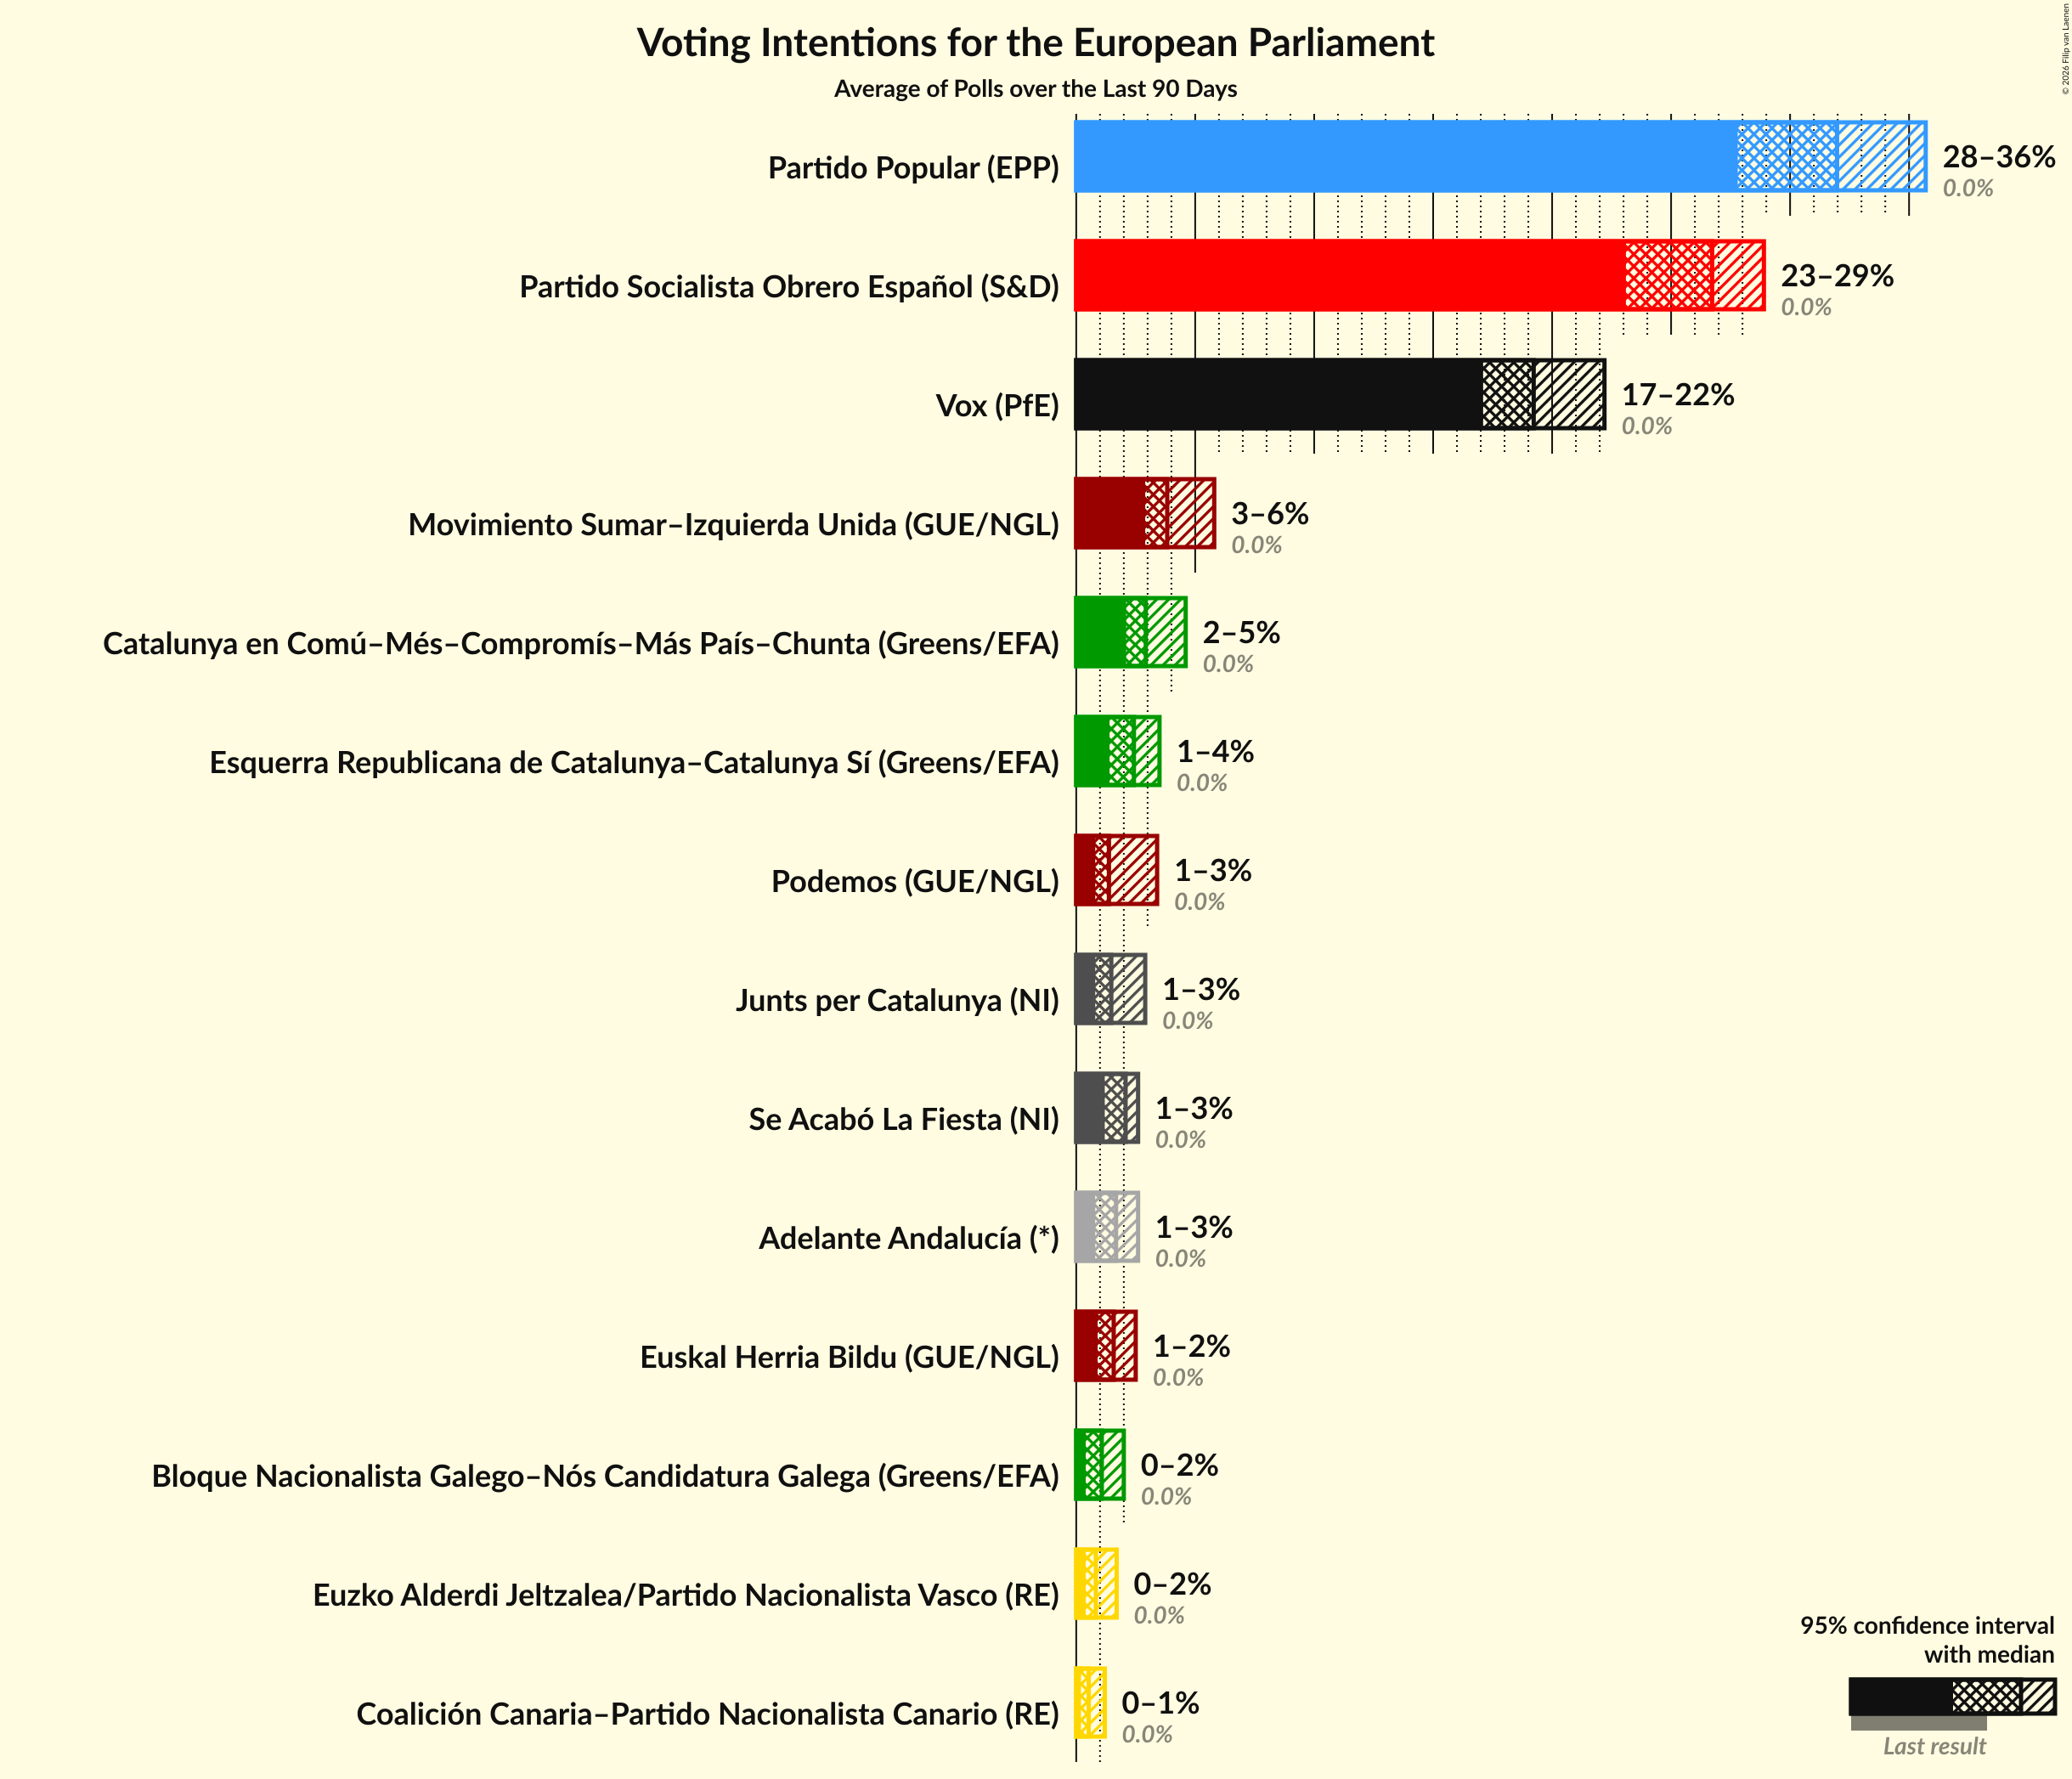 Voting Intentions for the European Parliament
Average of Polls over the Last 90 Days
© 2026 Filip van Laenen
Partido Popular (EPP)
28–36%
0.0%
Partido Socialista Obrero Español (S&D)
23–29%
0.0%
Vox (PfE)
17–22%
0.0%
Movimiento Sumar–Izquierda Unida (GUE/NGL)
3–6%
0.0%
Catalunya en Comú–Més–Compromís–Más País–Chunta (Greens/EFA)
2–5%
0.0%
Esquerra Republicana de Catalunya–Catalunya Sí (Greens/EFA)
1–4%
0.0%
Podemos (GUE/NGL)
1–3%
0.0%
Junts per Catalunya (NI)
1–3%
0.0%
Se Acabó La Fiesta (NI)
1–3%
0.0%
Adelante Andalucía (*)
1–3%
0.0%
Euskal Herria Bildu (GUE/NGL)
1–2%
0.0%
Bloque Nacionalista Galego–Nós Candidatura Galega (Greens/EFA)
0–2%
0.0%
Euzko Alderdi Jeltzalea/Partido Nacionalista Vasco (RE)
0–2%
0.0%
Coalición Canaria–Partido Nacionalista Canario (RE)
0–1%
0.0%
95% confidence interval
with median
Last result